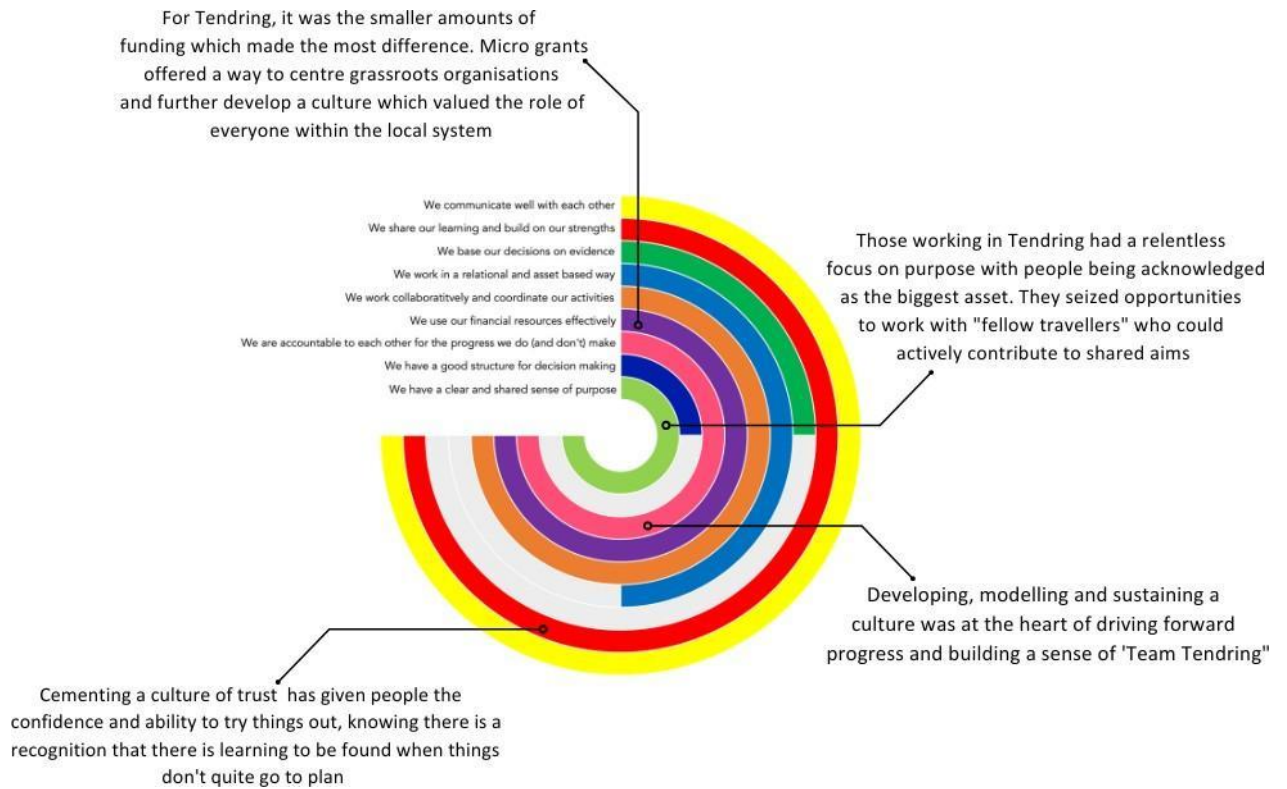 For Tendring, it was the smaller amounts of
funding which made the most difference. Micro grants
offered a way to centre grassroots organisations
and further develop a culture which valued the role of
everyone within the local system
We communicate well with each other
We share our learning and build on our strengths
We base our decisions on evidence
We work in a relational and asset based way
We work collaboratitvely and coordinate our activities
We use our financial resources effectively
We are accountable to each other for the progress we do (and don't) make
We have a good structure for decision making
We have a clear and shared sense of purpose
Those working in Tendring had a relentless
focus on purpose with people being acknowledged
as the biggest asset. They seized opportunities
to work with "fellow travellers" who could
actively contribute to shared aims
Developing, modelling and sustaining a
culture was at the heart of driving forward
progress and building a sense of 'Team Tendring"
Cementing a culture of trust has given people the
confidence and ability to try things out, knowing there is a
recognition that there is learning to be found when things
don't quite go to plan